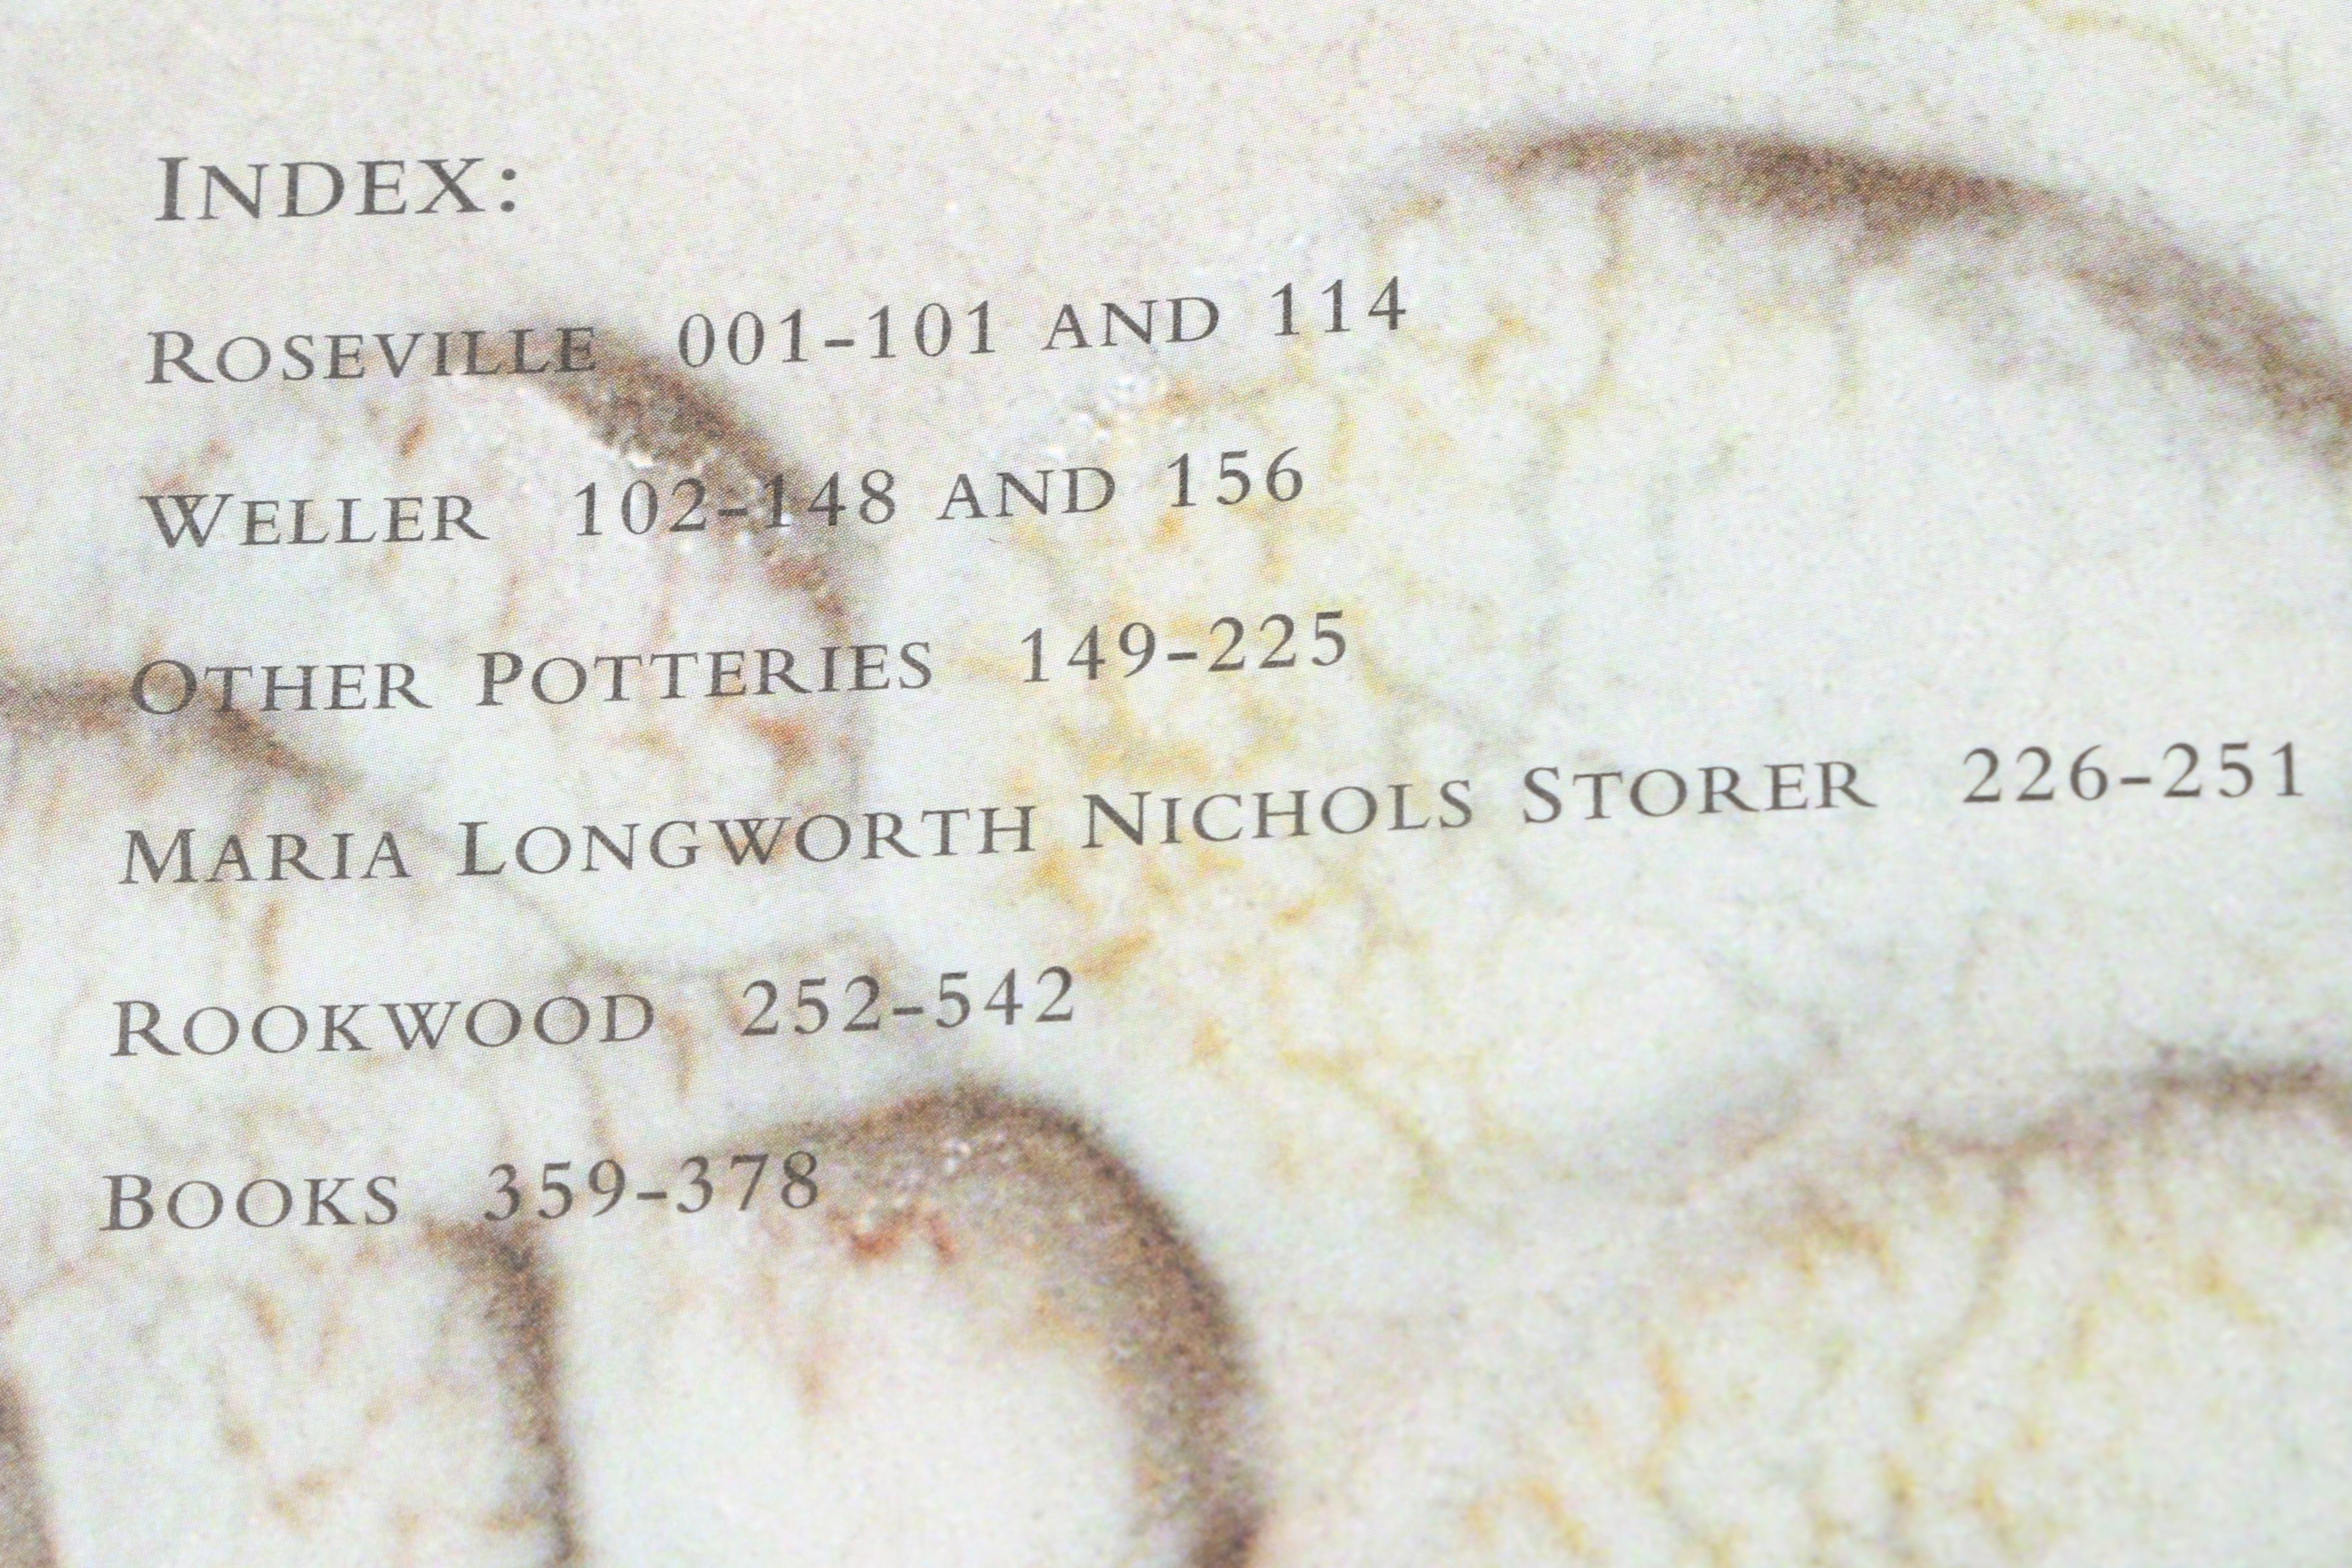 INDEX:
ROSEVILLE 001-101 AND 114
WELLER 102-148 AND 156
OTHER POTTERIES 149-225
MARIA LONGWORTH NICHOLS STORER 226-251
ROOKWOOD 252-542
BOOKS 359-378